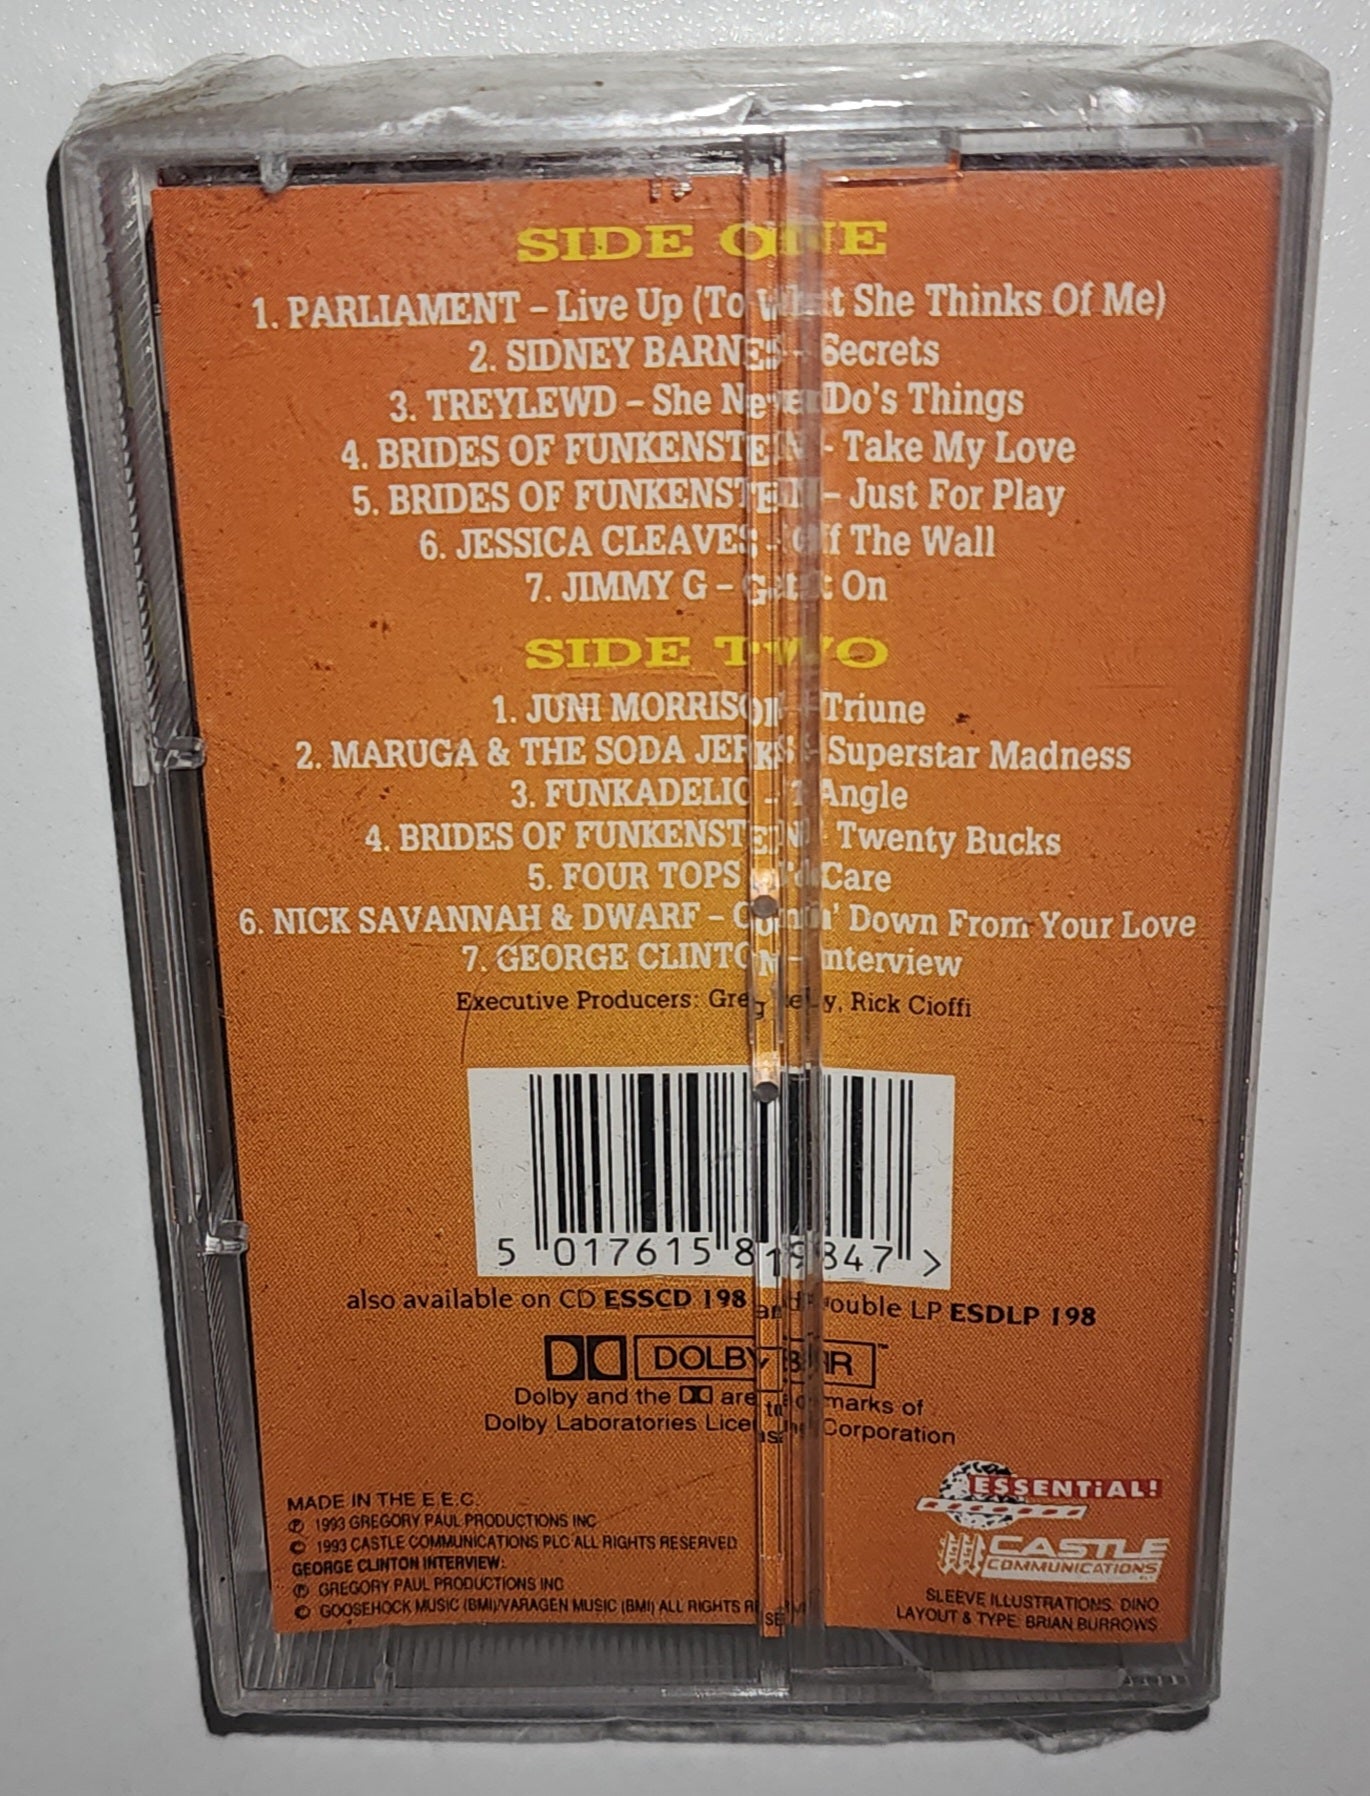 SIDE ONE
1. PARLIAMENT – Live Up (To What She Thinks Of Me)
2. SIDNEY BARNES – Secrets
3. TREYLEWD – She Never Do's Things
4. BRIDES OF FUNKENSTEIN – Take My Love
5. BRIDES OF FUNKENSTEIN – Just For Play
6. JESSICA CLEAVES – Off The Wall
7. JIMMY G – Get It On
SIDE TWO
1. JUNI MORRISON – Triune
2. MARUGA & THE SODA JERKS – Superstar Madness
3. FUNKADELIC – Angle
4. BRIDES OF FUNKENSTEIN – Twenty Bucks
5. FOUR TOPS – Care
6. NICK SAVANNAH & DWARF – Comin' Down From Your Love
7. GEORGE CLINTON – Interview
Executive Producers: Greg Rick Cioffi
5 017615 819847 >
also available on CD ESSCD 198 and Double LP ESDLP 198
DOLBY B NR™
Dolby and the are trademarks of
Dolby Laboratories Licensing Corporation
MADE IN THE E.E.C.
℗ 1993 GREGORY PAUL PRODUCTIONS INC
© 1993 CASTLE COMMUNICATIONS PLC ALL RIGHTS RESERVED
GEORGE CLINTON INTERVIEW:
℗ GREGORY PAUL PRODUCTIONS INC
© GOOSEHOCK MUSIC (BMI)/VARAGEN MUSIC (BMI) ALL RIGHTS RESERVED
ESSENTiAL!
CASTLE
COMMUNICATIONS
SLEEVE ILLUSTRATIONS. DINO
LAYOUT & TYPE: BRIAN BURROWS